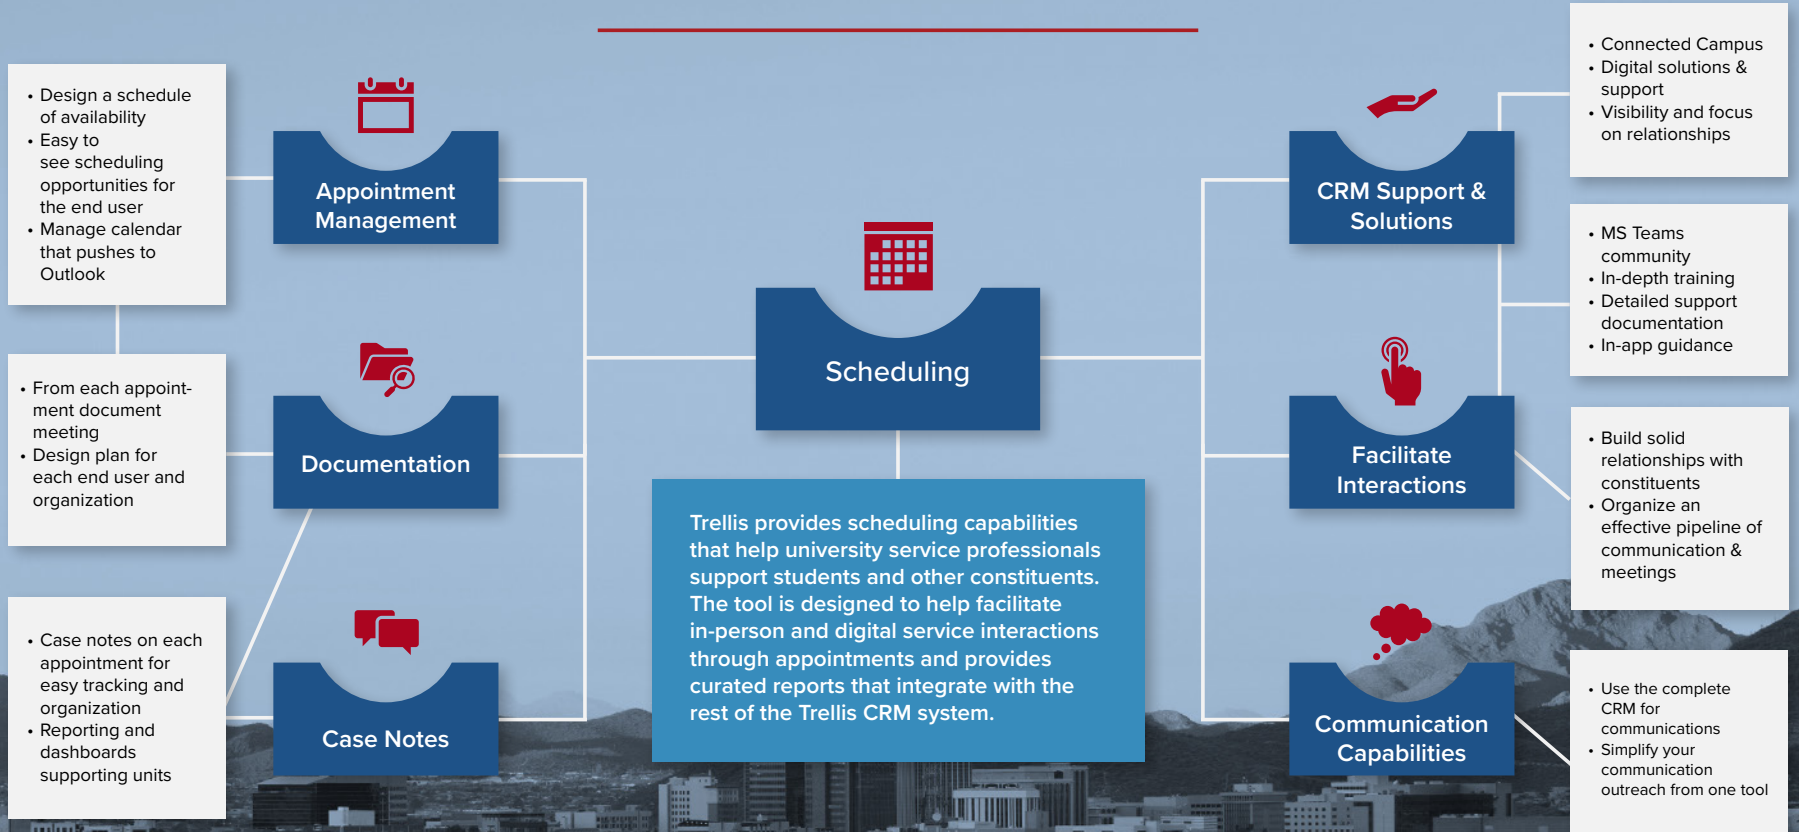 • Design a schedule
of availability
• Easy to
see scheduling
opportunities for
the end user
• Manage calendar
that pushes to
Outlook
• From each appoint-
ment document
meeting
• Design plan for
each end user and
organization
• Case notes on each
appointment for
easy tracking and
organization
• Reporting and
dashboards
supporting units
Appointment
Management
Documentation
Case Notes
Scheduling
Trellis provides scheduling capabilities
that help university service professionals
support students and other constituents.
The tool is designed to help facilitate
in-person and digital service interactions
through appointments and provides
curated reports that integrate with the
rest of the Trellis CRM system.
CRM Support &
Solutions
Facilitate
Interactions
Communication
Capabilities
• Connected Campus
• Digital solutions &
support
• Visibility and focus
on relationships
• MS Teams
community
• In-depth training
• Detailed support
documentation
• In-app guidance
• Build solid
relationships with
constituents
• Organize an
effective pipeline of
communication &
meetings
• Use the complete
CRM for
communications
• Simplify your
communication
outreach from one tool